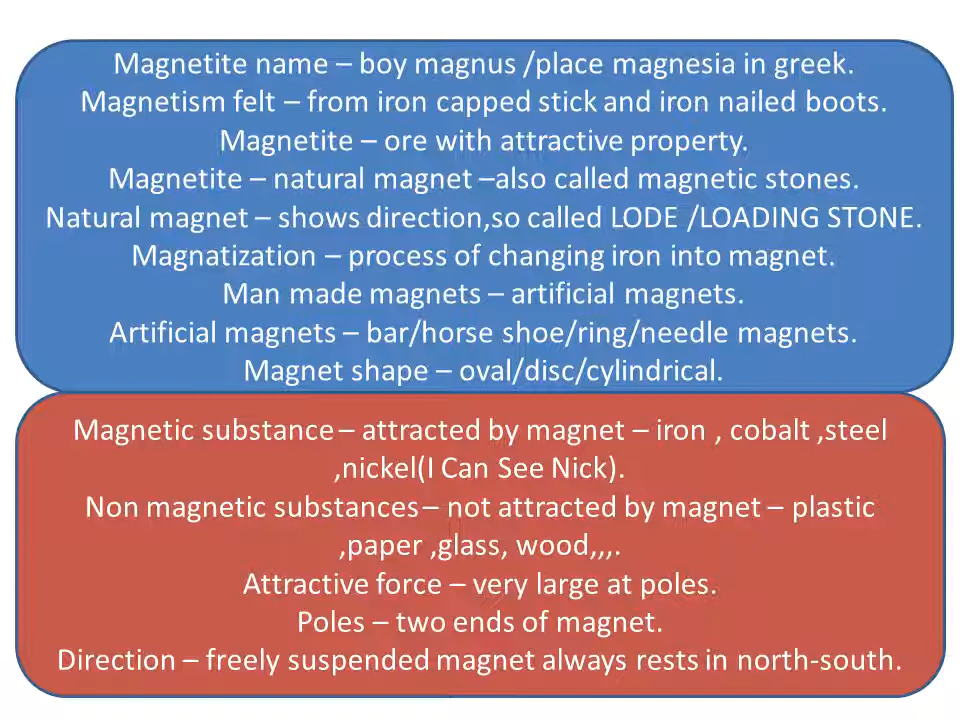 Magnetite name – boy magnus /place magnesia in greek.
Magnetism felt – from iron capped stick and iron nailed boots.
Magnetite – ore with attractive property.
Magnetite – natural magnet –also called magnetic stones.
Natural magnet – shows direction,so called LODE /LOADING STONE.
Magnatization – process of changing iron into magnet.
Man made magnets – artificial magnets.
Artificial magnets – bar/horse shoe/ring/needle magnets.
Magnet shape – oval/disc/cylindrical.
Magnetic substance – attracted by magnet – iron , cobalt ,steel
,nickel(I Can See Nick).
Non magnetic substances – not attracted by magnet – plastic
,paper ,glass, wood,,,.
Attractive force – very large at poles.
Poles – two ends of magnet.
Direction – freely suspended magnet always rests in north-south.